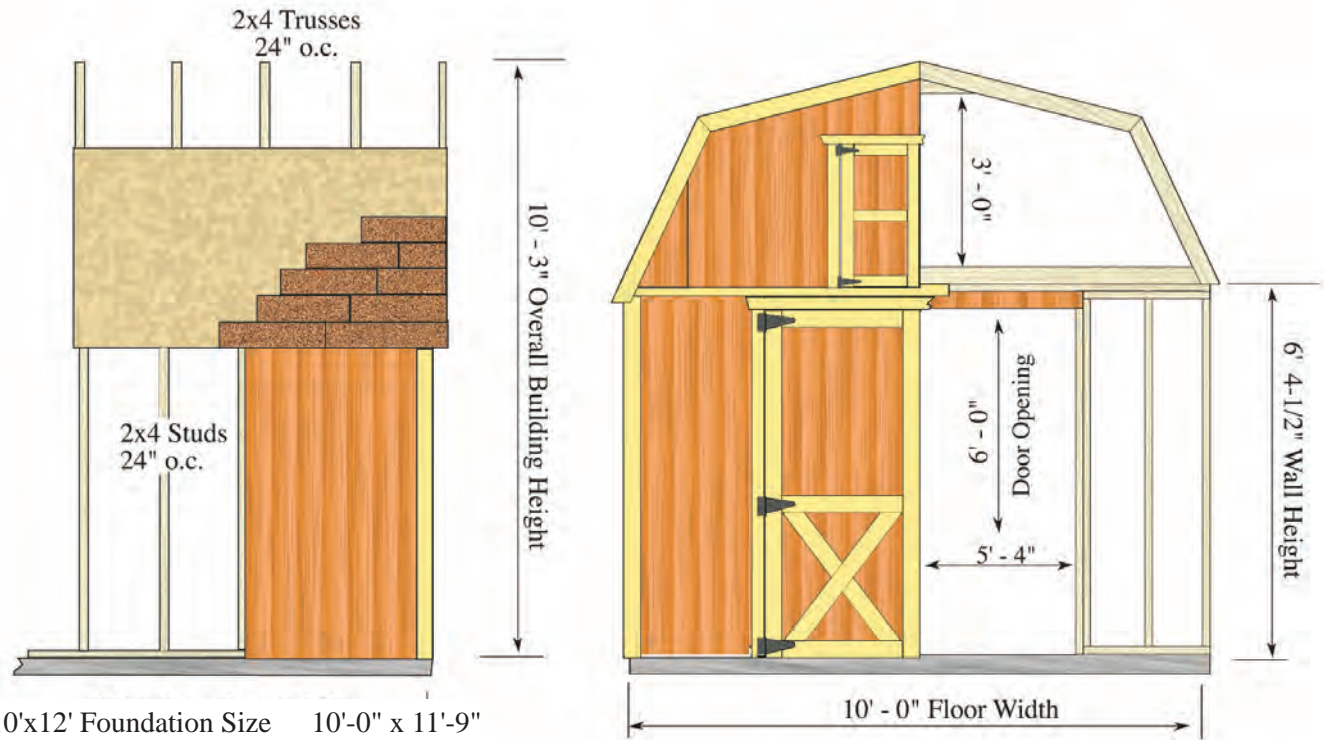 2x4 Trusses
24" o.c.
10' - 3" Overall Building Height
2x4 Studs
24" o.c.
0'x12' Foundation Size 10'-0" x 11'-9"
3' - 0"
Door Opening
6' - 0"
5' - 4"
6' 4-1/2" Wall Height
10' - 0" Floor Width